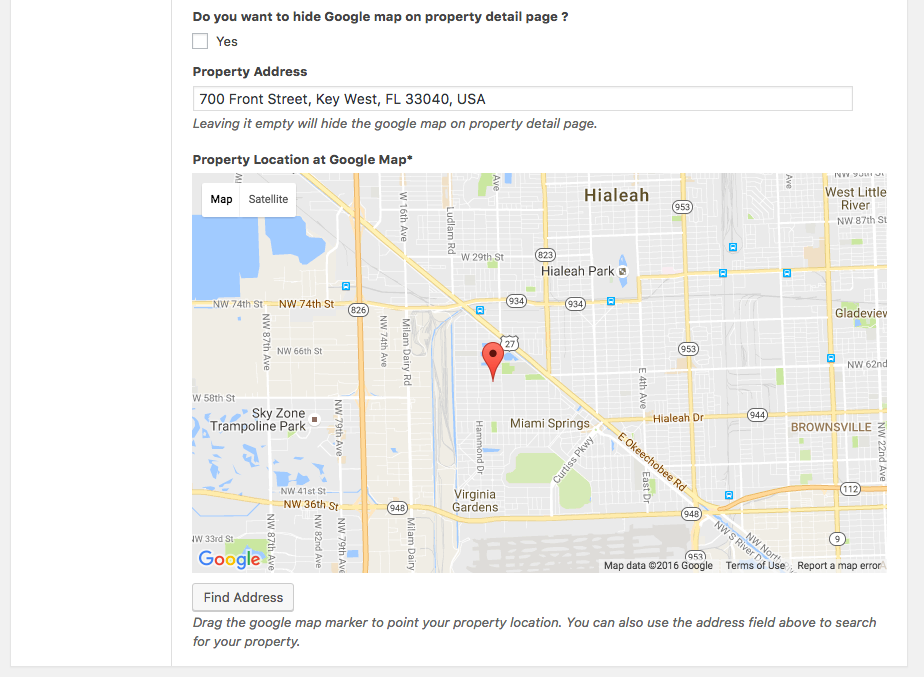 Do you want to hide Google map on property detail page ?
Yes
Property Address
700 Front Street, Key West, FL 33040, USA
Leaving it empty will hide the google map on property detail page.
Property Location at Google Map*
Map
Satellite
Hialeah
NW 93rd St
West Little
River
NW 87th St
Ave
Ave
W 16th Ave
Ludlam Rd
953
W 29th St
823
Hialeah Park
934
934
NW 74th St
NW 74th St
826
27
Gladeview
NW 87th Ave
NW 74th Ave
Milam Dairy Rd
NW 66th St
953
NW 62nd
E 4th Ave
W 58th St
Sky Zone
Trampoline Park
NW 79th Ave
Miami Springs
Hialeah Dr
944
BROWNSVILLE
Hammond Dr
Curtiss Pkwy
E Okeechobee Rd
NW 22nd Ave
East Dr
NW 41st St
Virginia
Gardens
112
NW 36th St
948
948
NW 87th Ave
NW 82nd Ave
NW 79th Ave
Milam Dairy
NW S River D
NW North
9
NW 33rd St
953
Google
Map data ©2016 Google
Terms of Use
Report a map error
Find Address
Drag the google map marker to point your property location. You can also use the address field above to search
for your property.